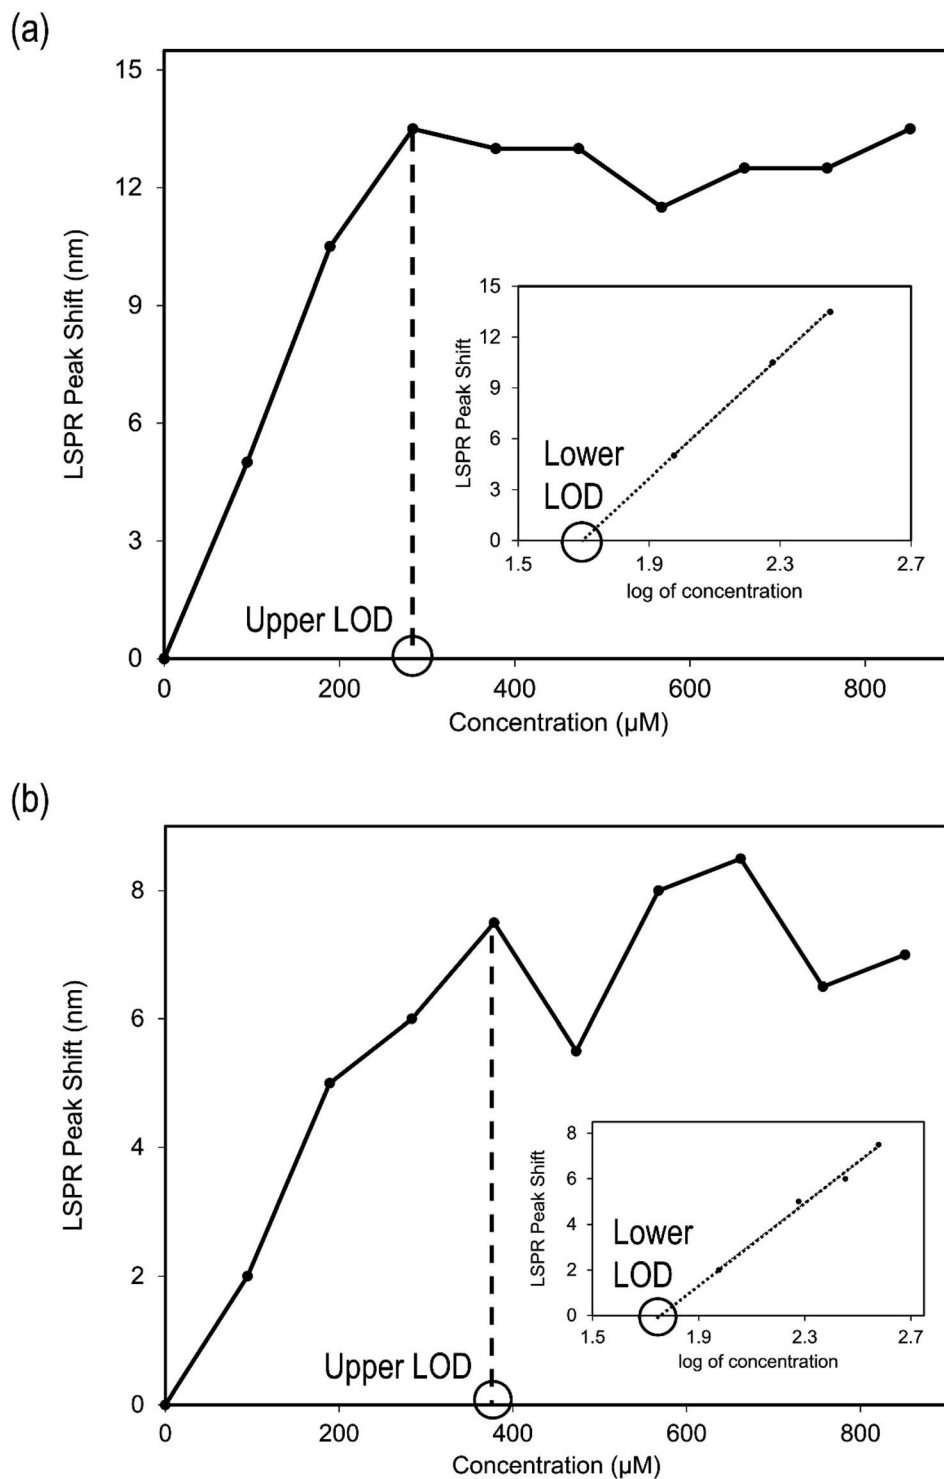 (a)
15
12
9
6
3
0
LSPR Peak Shift (nm)
0 200 400 600 800
Concentration (µM)
Upper LOD
15
12
9
6
3
0
LSPR Peak Shift
1.5 1.9 2.3 2.7
log of concentration
Lower
LOD
(b)
8
6
4
2
0
LSPR Peak Shift (nm)
0 200 400 600 800
Concentration (µM)
Upper LOD
8
6
4
2
0
LSPR Peak Shift
1.5 1.9 2.3 2.7
log of concentration
Lower
LOD